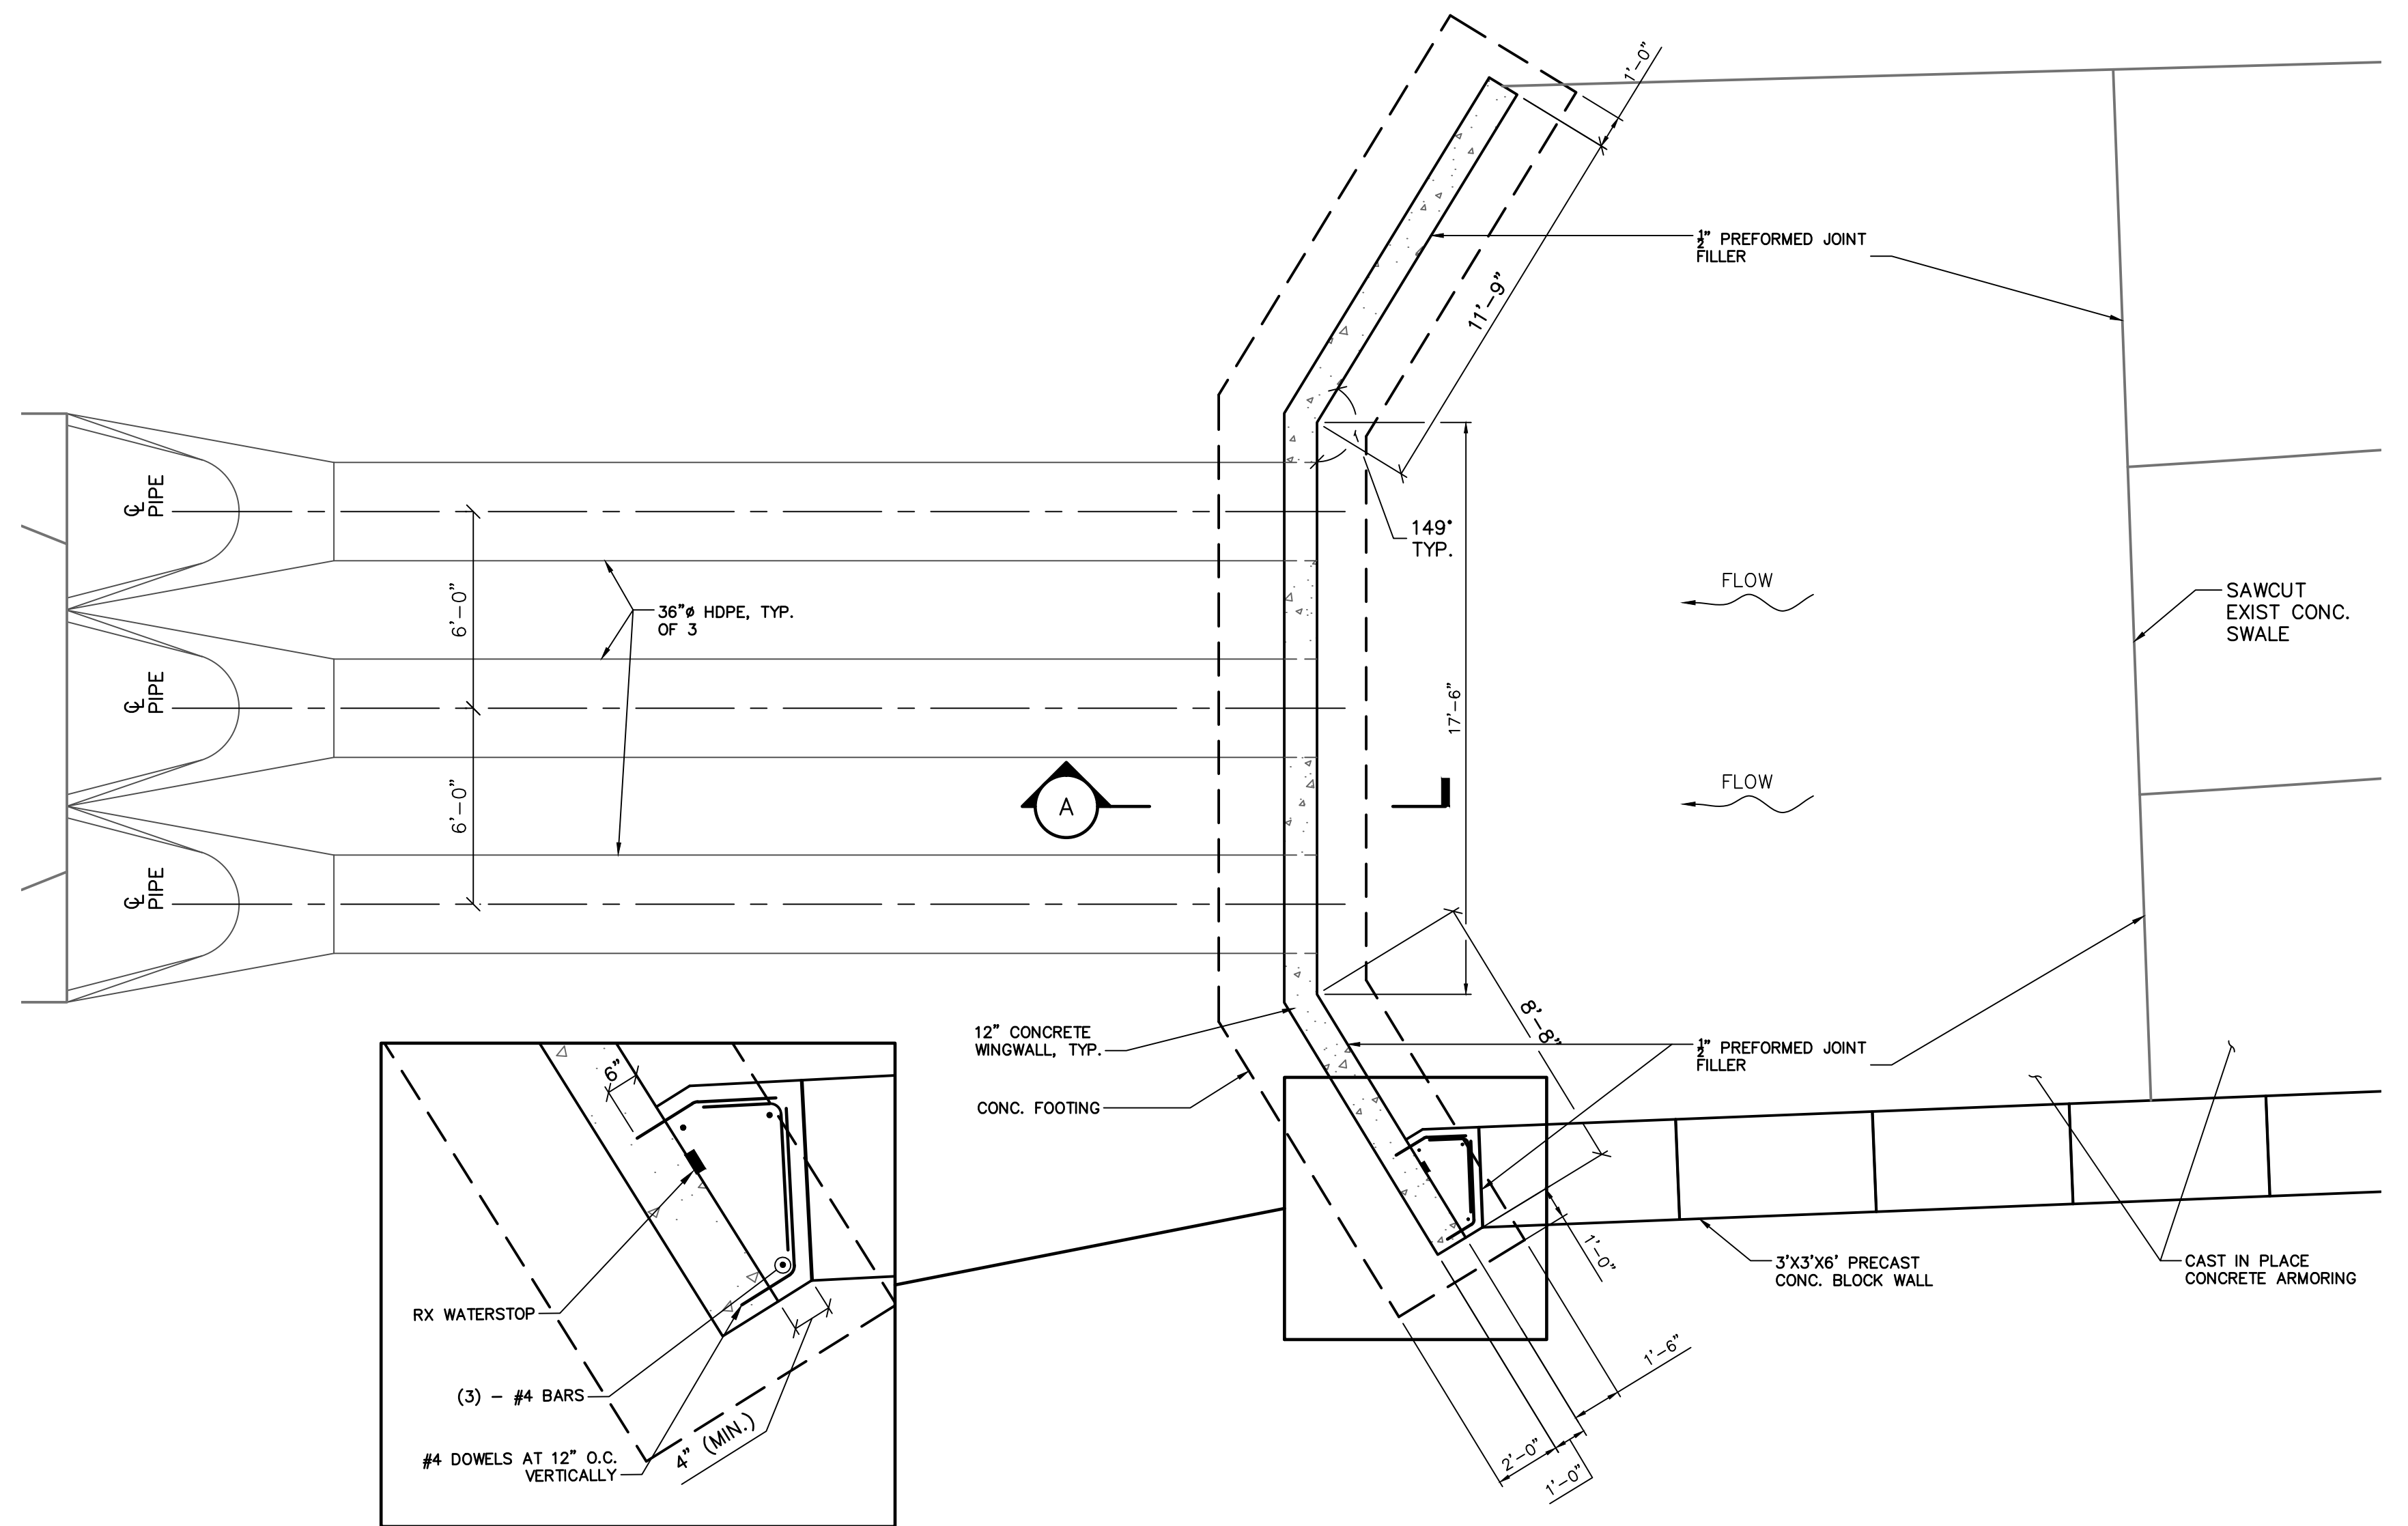 1'-0"
½" PREFORMED JOINT
FILLER
11'-9"
149°
TYP.
℄
PIPE
6'-0"
36"ø HDPE, TYP.
OF 3
FLOW
SAWCUT
EXIST CONC.
SWALE
℄
PIPE
17'-6"
6'-0"
A
FLOW
℄
PIPE
8'-8"
12" CONCRETE
WINGWALL, TYP.
½" PREFORMED JOINT
FILLER
CONC. FOOTING
6"
1'-0"
3'X3'X6' PRECAST
CONC. BLOCK WALL
CAST IN PLACE
CONCRETE ARMORING
RX WATERSTOP
1'-6"
(3) - #4 BARS
4" (MIN.)
#4 DOWELS AT 12" O.C.
VERTICALLY
2'-0"
1'-0"